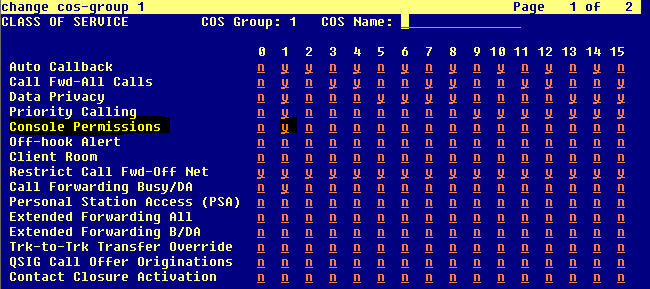 change cos-group 1 Page 1 of 2
CLASS OF SERVICE COS Group: 1 COS Name:
0 1 2 3 4 5 6 7 8 9 10 11 12 13 14 15
Auto Callback n y y n y n y n y n y n y n y n
Call Fwd-All Calls n y n y y n n y y n n y y n n y
Data Privacy n y n n n y y y y n n n n y y y
Priority Calling n y n n n n n n n y y y y y y y
Console Permissions n y n n n n n n n n n n n n n n
Off-hook Alert n n n n n n n n n n n n n n n n
Client Room n n n n n n n n n n n n n n n n
Restrict Call Fwd-Off Net y y y y y y y y y y y y y y y y
Call Forwarding Busy/DA n y n n n n n n n n n n n n n n
Personal Station Access (PSA) n n n n n n n n n n n n n n n n
Extended Forwarding All n n n n n n n n n n n n n n n n
Extended Forwarding B/DA n n n n n n n n n n n n n n n n
Trk-to-Trk Transfer Override n n n n n n n n n n n n n n n n
QSIG Call Offer Originations n n n n n n n n n n n n n n n n
Contact Closure Activation n n n n n n n n n n n n n n n n